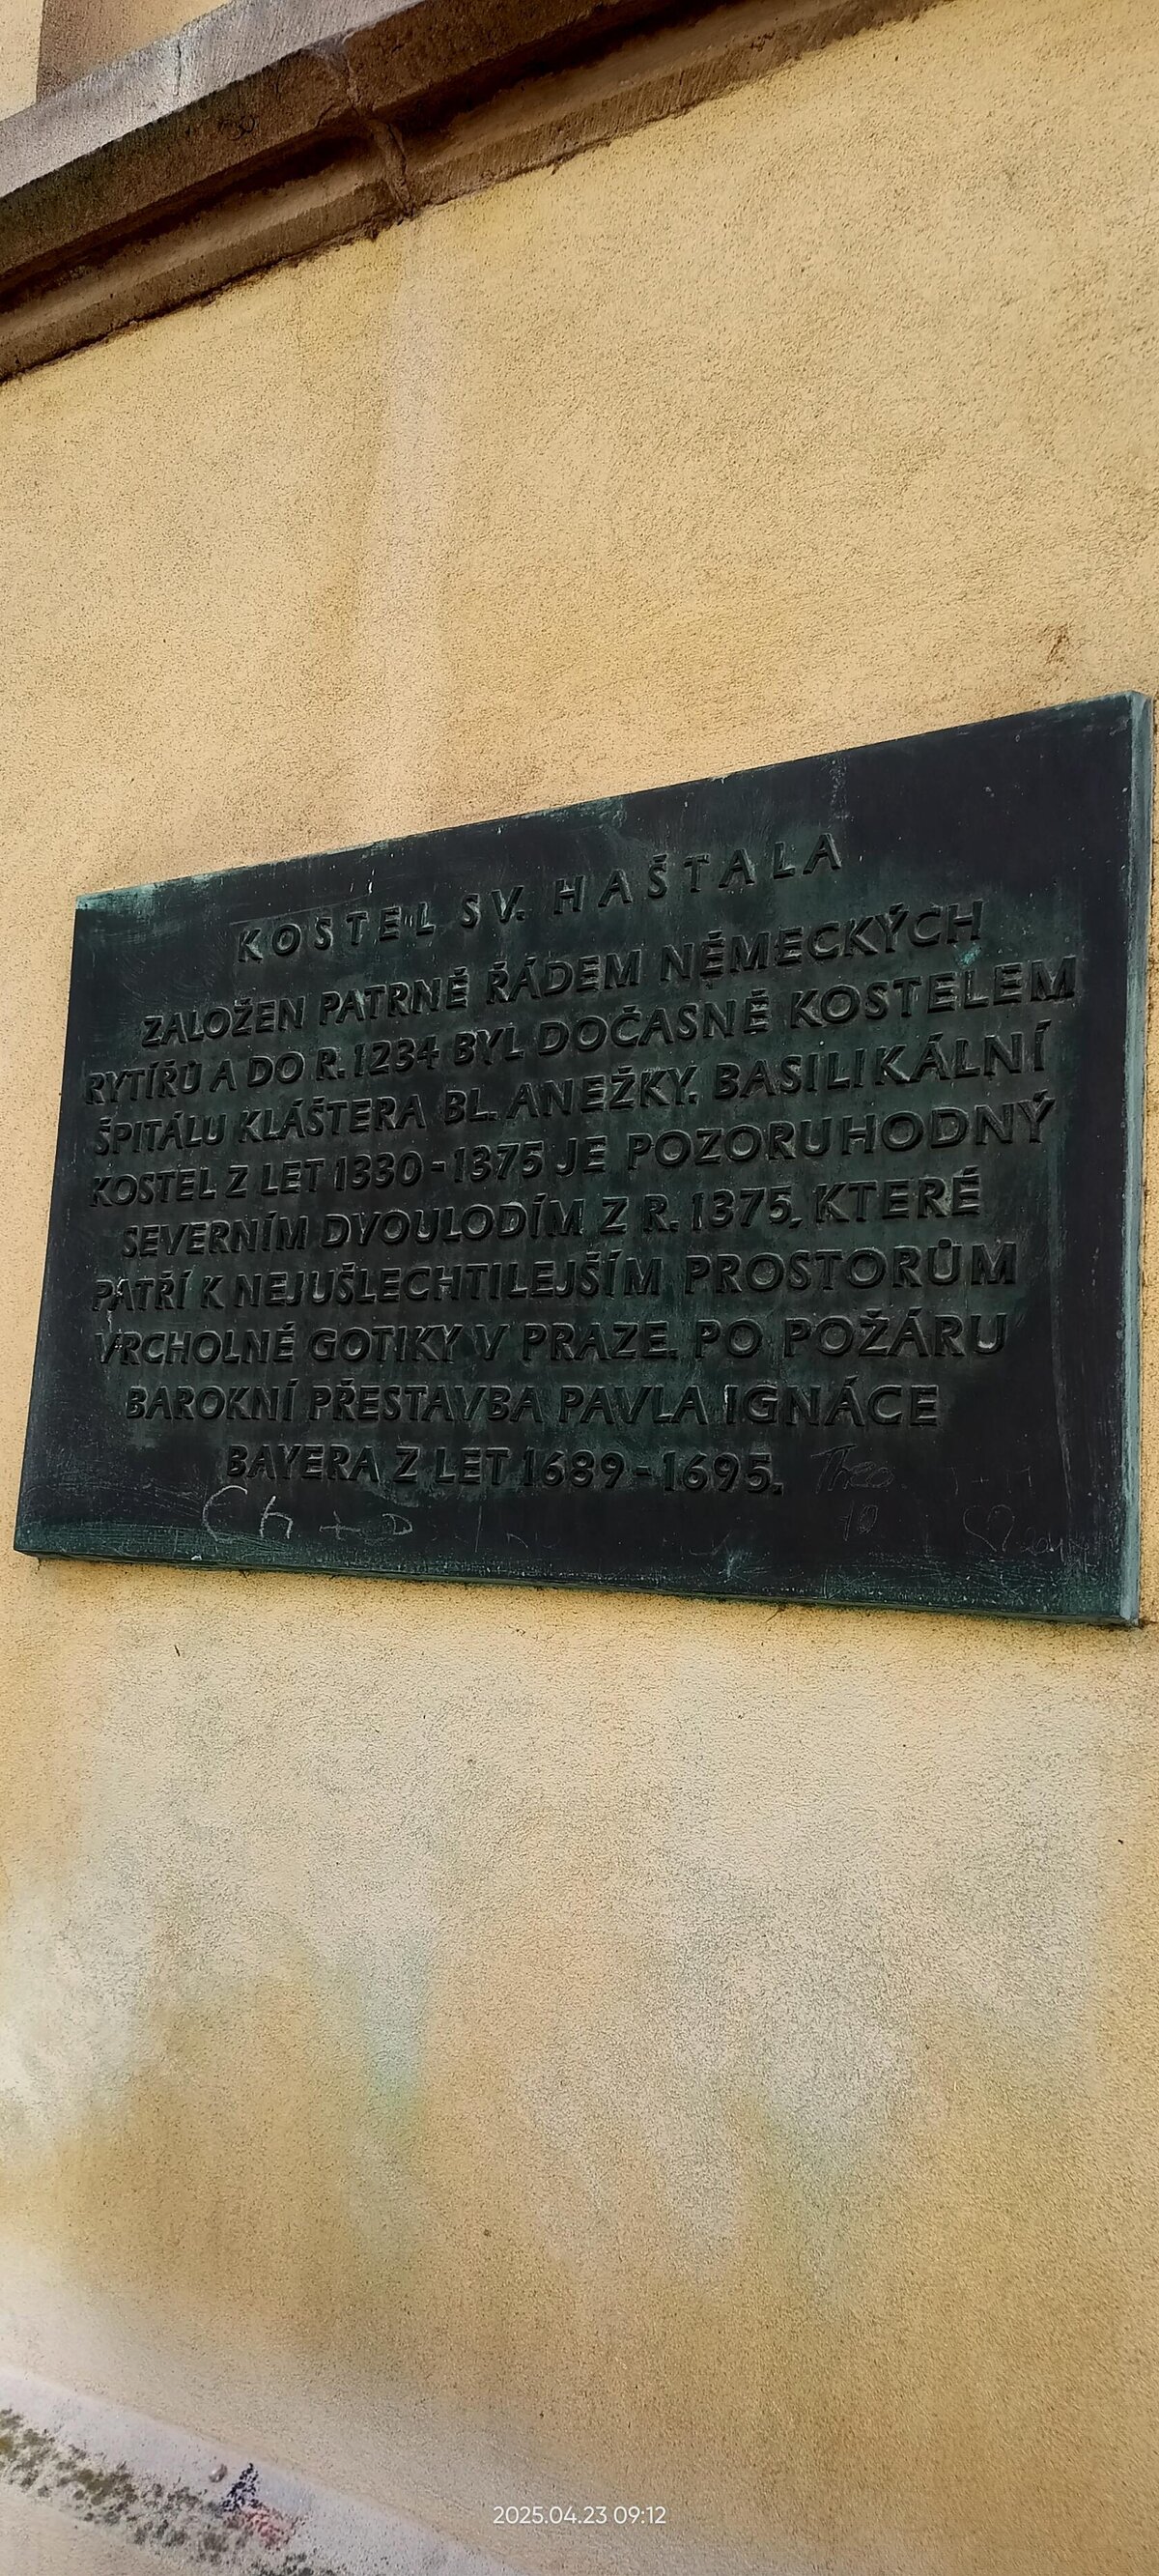 KOSTEL SV. HAŠTALA
ZALOŽEN PATRNĚ ŘÁDEM NĚMECKÝCH
RYTÍŘŮ A DO R. 1234 BYL DOČASNĚ KOSTELEM
ŠPITÁLU KLÁŠTERA BL. ANEŽKY. BASILIKÁLNÍ
KOSTEL Z LET 1330-1375 JE POZORUHODNÝ
SEVERNÍM DVOULODÍM Z R. 1375, KTERÉ
PATŘÍ K NEJUŠLECHTILEJŠÍM PROSTORŮM
VRCHOLNÉ GOTIKY V PRAZE. PO POŽÁRU
BAROKNÍ PŘESTAVBA PAVLA IGNÁCE
BAYERA Z LET 1689-1695.
Theo
2025.04.23 09:12